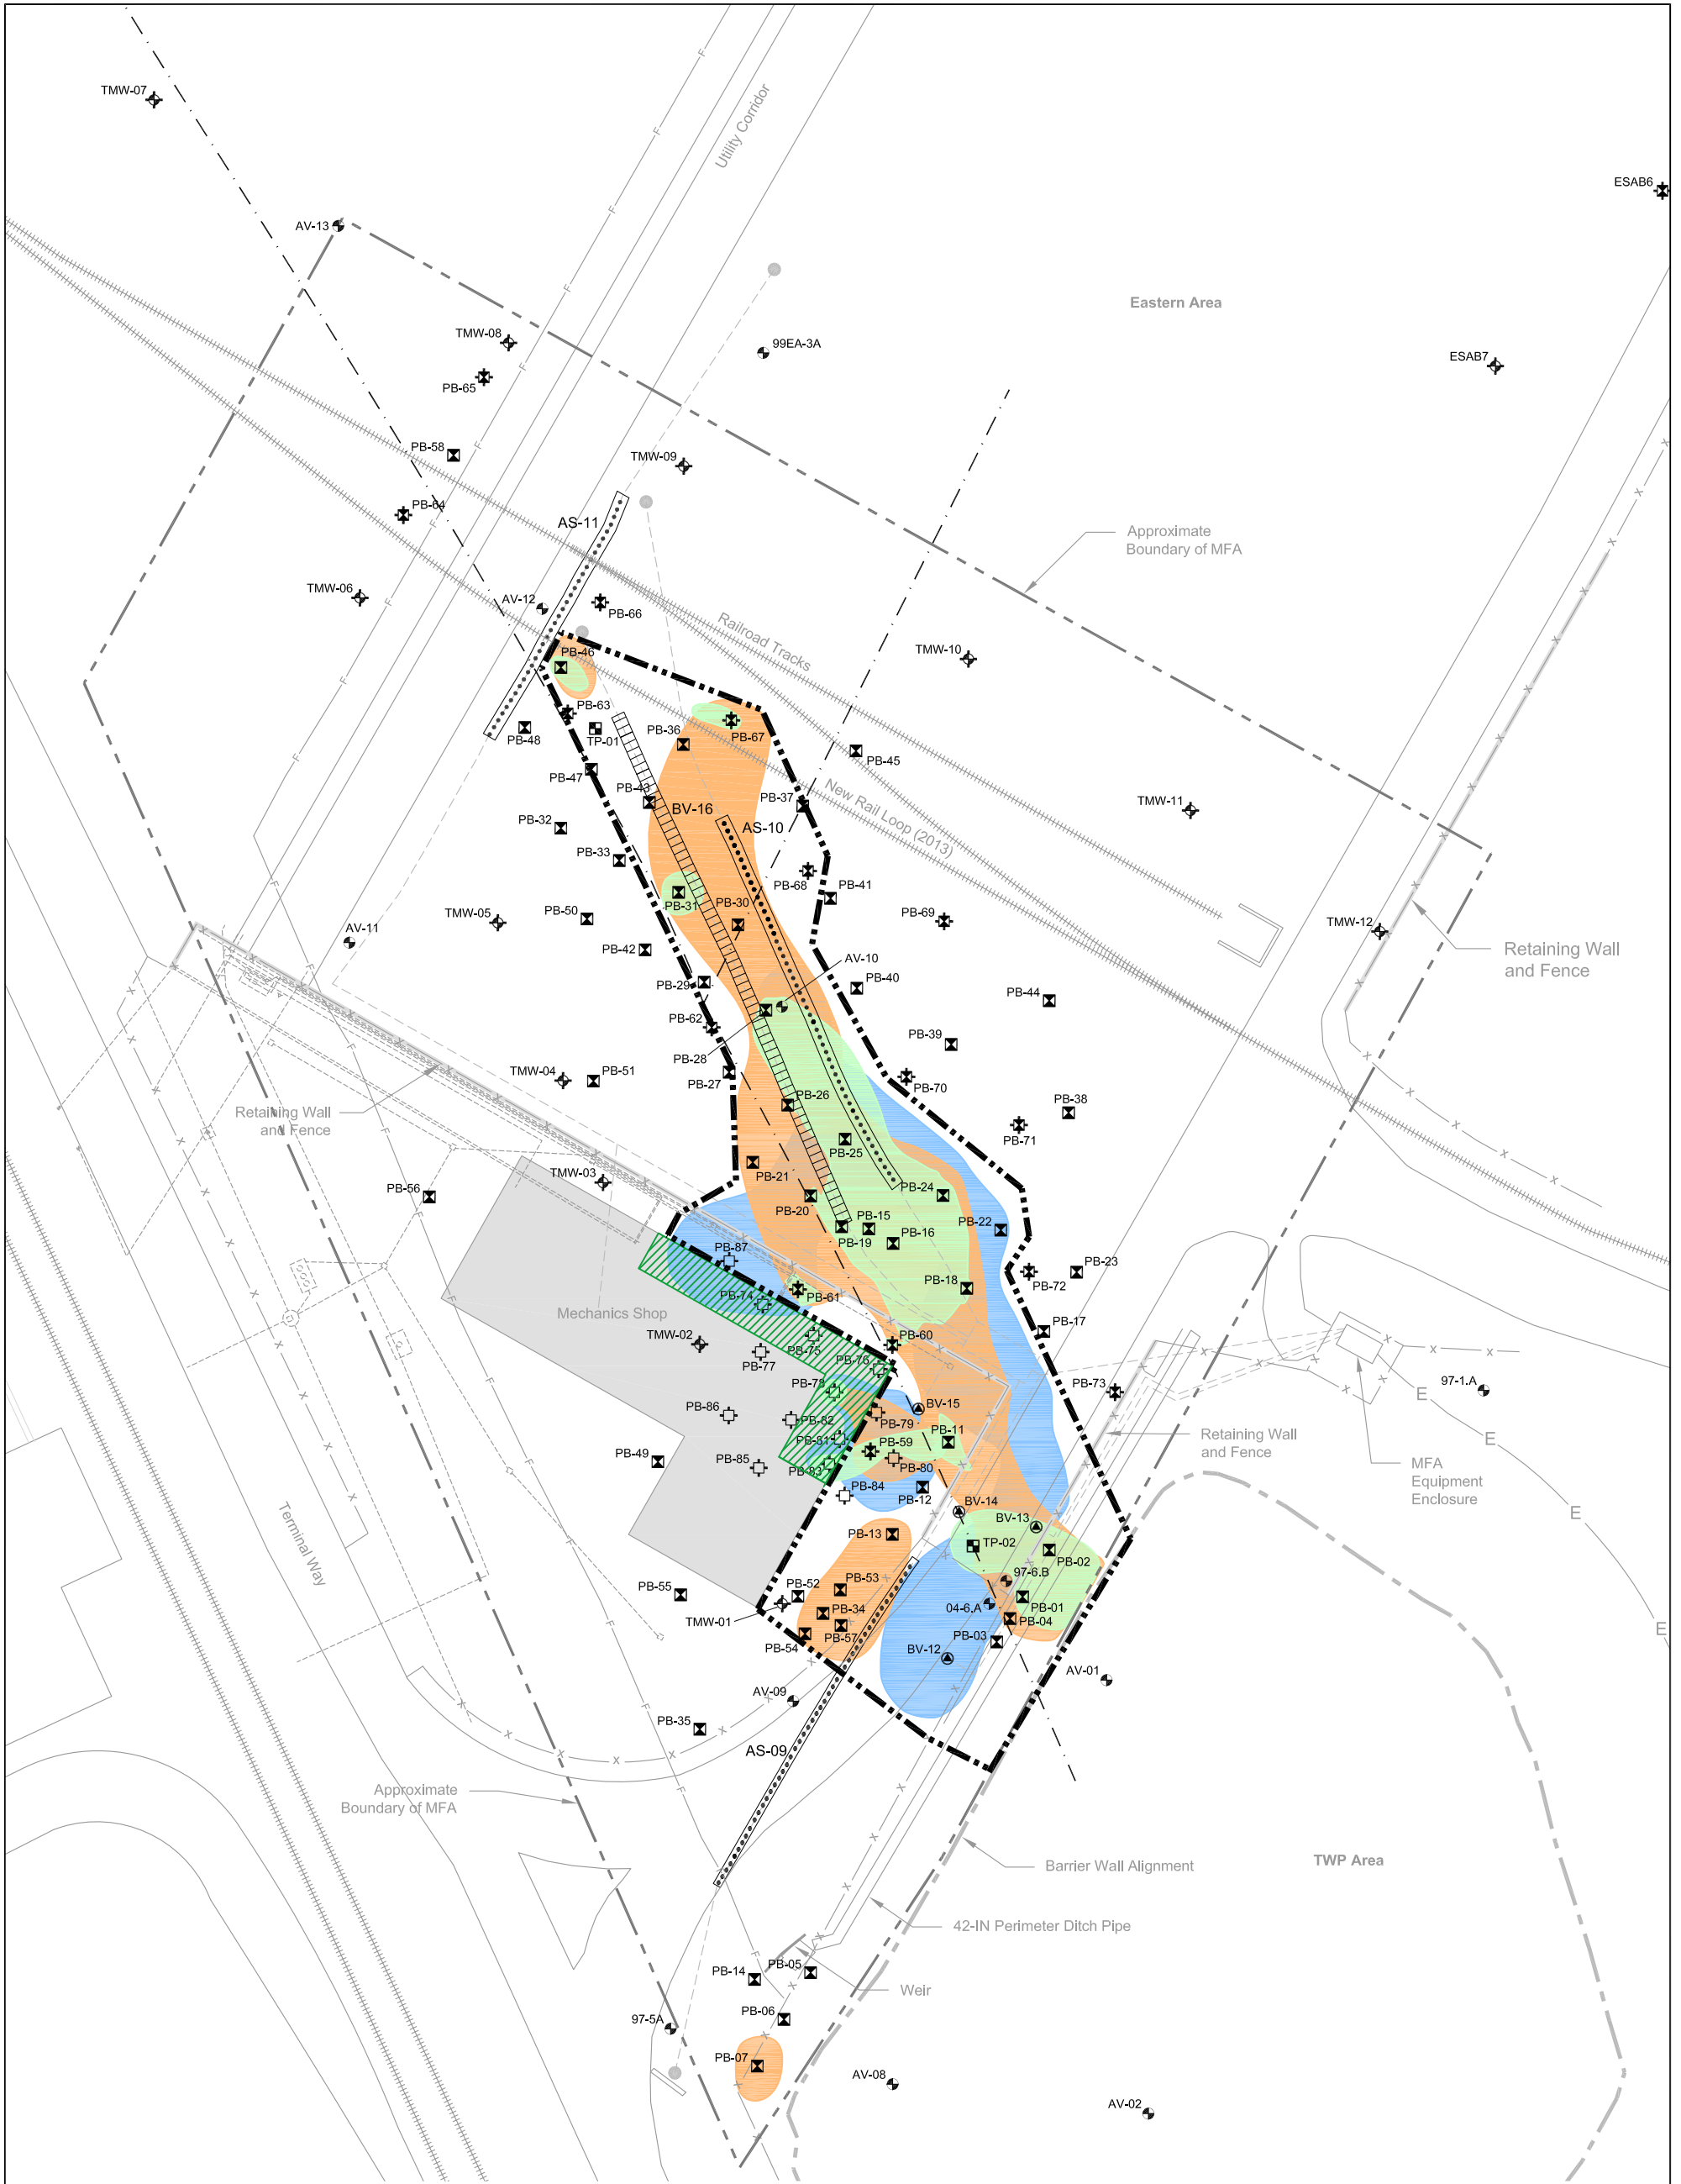 TMW-07
Utility Corridor
ESAB6
AV-13
Eastern Area
TMW-08
99EA-3A
ESAB7
PB-65
PB-58
TMW-09
PB-64
AS-11
Approximate
Boundary of MFA
TMW-06
AV-12
PB-66
Railroad Tracks
TMW-10
PB-46
PB-63
PB-67
PB-48
TP-01
PB-36
PB-45
PB-47
New Rail Loop (2013)
PB-43
BV-16
PB-37
TMW-11
AS-10
PB-32
PB-33
PB-68
PB-41
PB-31
PB-30
PB-69
TMW-05
PB-50
TMW-12
AV-11
PB-42
Retaining Wall
and Fence
AV-10
PB-29
PB-40
PB-44
PB-62
PB-39
PB-28
PB-27
PB-70
TMW-04
PB-51
PB-26
PB-38
Retaining Wall
and Fence
PB-71
PB-25
PB-21
TMW-03
PB-56
PB-20
PB-24
PB-15
PB-22
PB-19
PB-16
PB-87
PB-72
PB-23
PB-18
PB-74
PB-61
Mechanics Shop
TMW-02
PB-75
PB-60
PB-17
PB-77
PB-76
PB-78
PB-73
97-1.A
BV-15
PB-86
PB-82
PB-79
PB-81
PB-59
PB-11
Retaining Wall
and Fence
PB-49
PB-85
PB-83
PB-80
MFA
Equipment
Enclosure
PB-84
PB-12
BV-14
BV-13
Terminal Way
PB-13
TP-02
PB-02
97-6.B
PB-55
PB-52
PB-53
TMW-01
PB-34
04-6.A
PB-01
PB-04
PB-57
PB-54
PB-03
BV-12
AV-01
AV-09
PB-35
AS-09
Approximate
Boundary of MFA
Barrier Wall Alignment
TWP Area
42-IN Perimeter Ditch Pipe
PB-14
PB-05
Weir
PB-06
97-5A
PB-07
AV-08
AV-02